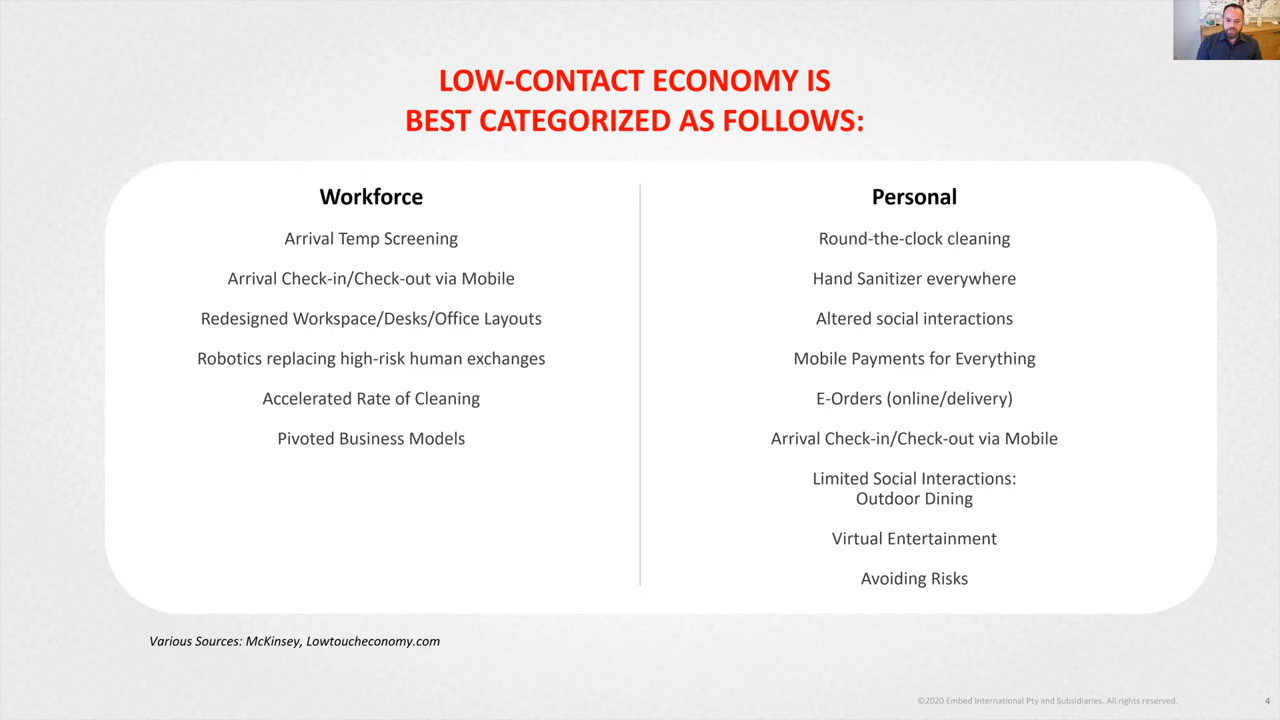 LOW-CONTACT ECONOMY IS
BEST CATEGORIZED AS FOLLOWS:
Workforce
Arrival Temp Screening
Arrival Check-in/Check-out via Mobile
Redesigned Workspace/Desks/Office Layouts
Robotics replacing high-risk human exchanges
Accelerated Rate of Cleaning
Pivoted Business Models
Personal
Round-the-clock cleaning
Hand Sanitizer everywhere
Altered social interactions
Mobile Payments for Everything
E-Orders (online/delivery)
Arrival Check-in/Check-out via Mobile
Limited Social Interactions:
Outdoor Dining
Virtual Entertainment
Avoiding Risks
Various Sources: McKinsey, Lowtoucheconomy.com
©2020 Embed International Pty and Subsidiaries. All rights reserved.
4